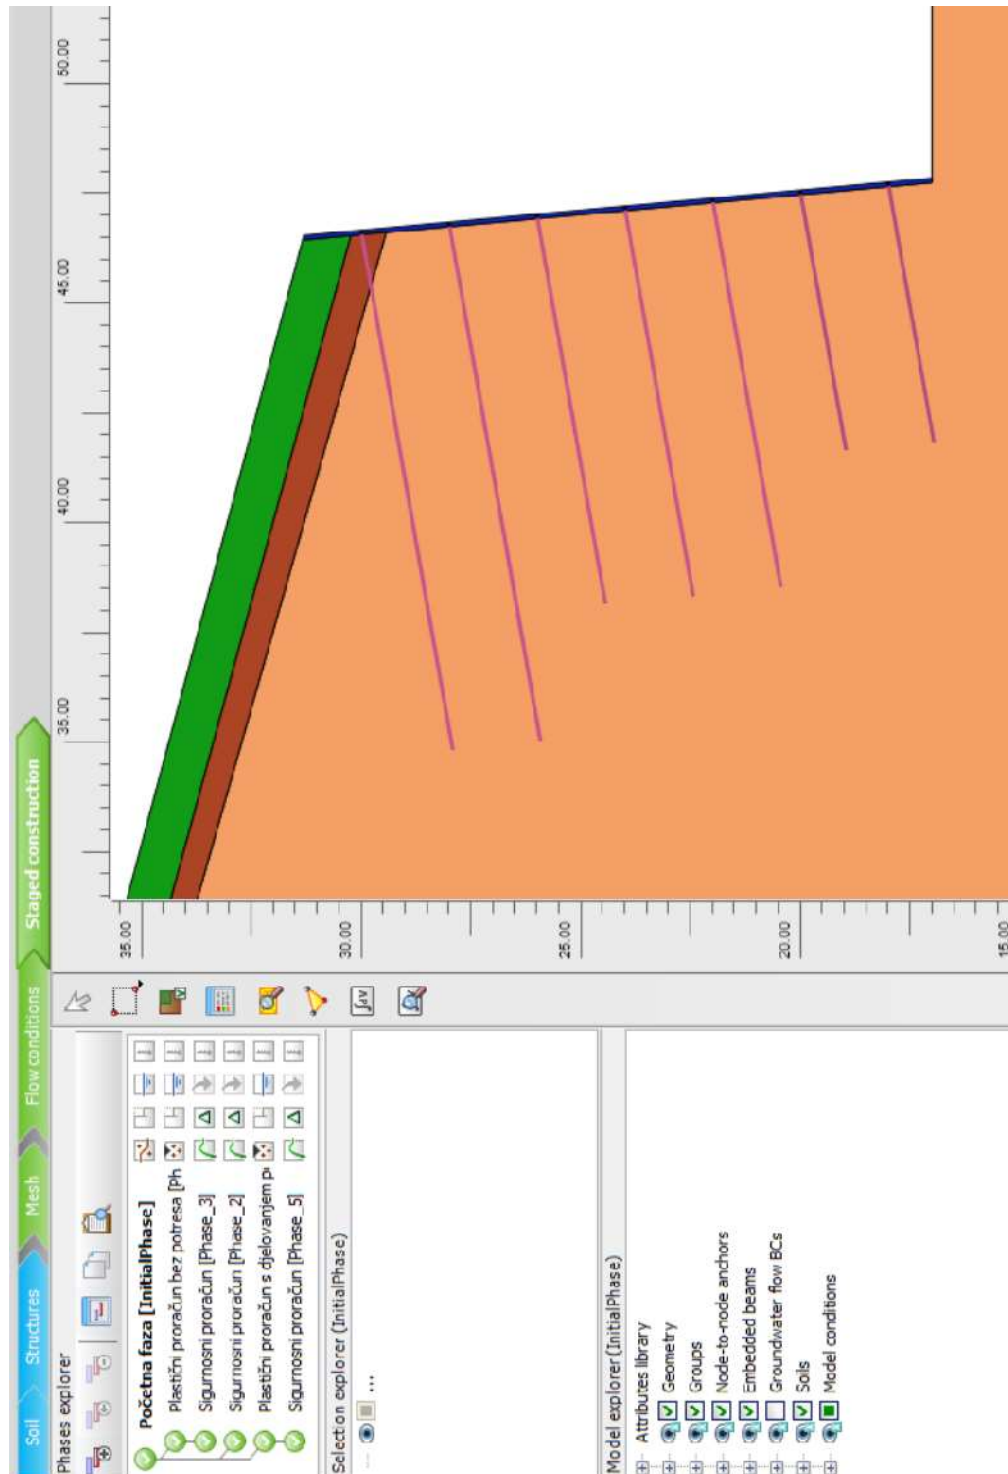 Soil
Structures
Mesh
Flow conditions
Staged construction
Phases explorer
Početna faza [InitialPhase]
Plastični proračun bez potresa [Ph
Sigurnosni proračun [Phase_3]
Sigurnosni proračun [Phase_2]
Plastični proračun s djelovanjem p
Sigurnosni proračun [Phase_5]
Selection explorer (InitialPhase)
...
Model explorer (InitialPhase)
Attributes library
Geometry
Groups
Node-to-node anchors
Embedded beams
Groundwater flow BCs
Soils
Model conditions
35.00
40.00
45.00
50.00
35.00
30.00
25.00
20.00
15.00
∫dV